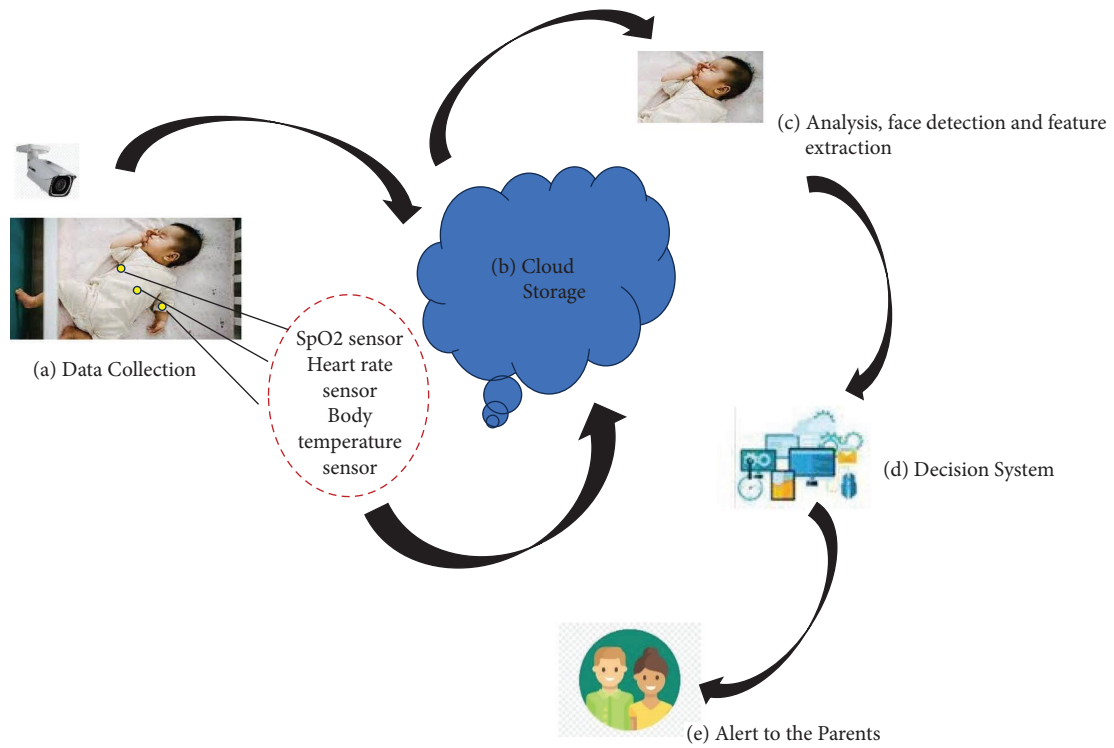 (a) Data Collection
SpO2 sensor
Heart rate
sensor
Body
temperature
sensor
(b) Cloud
Storage
(c) Analysis, face detection and feature
extraction
(d) Decision System
(e) Alert to the Parents